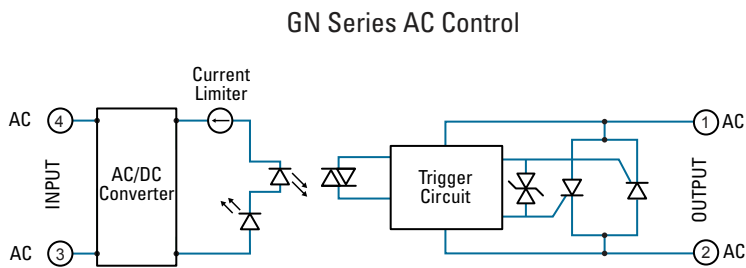 GN Series AC Control
Current
Limiter
AC 4
1 AC
INPUT
AC/DC
Converter
Trigger
Circuit
OUTPUT
AC 3
2 AC